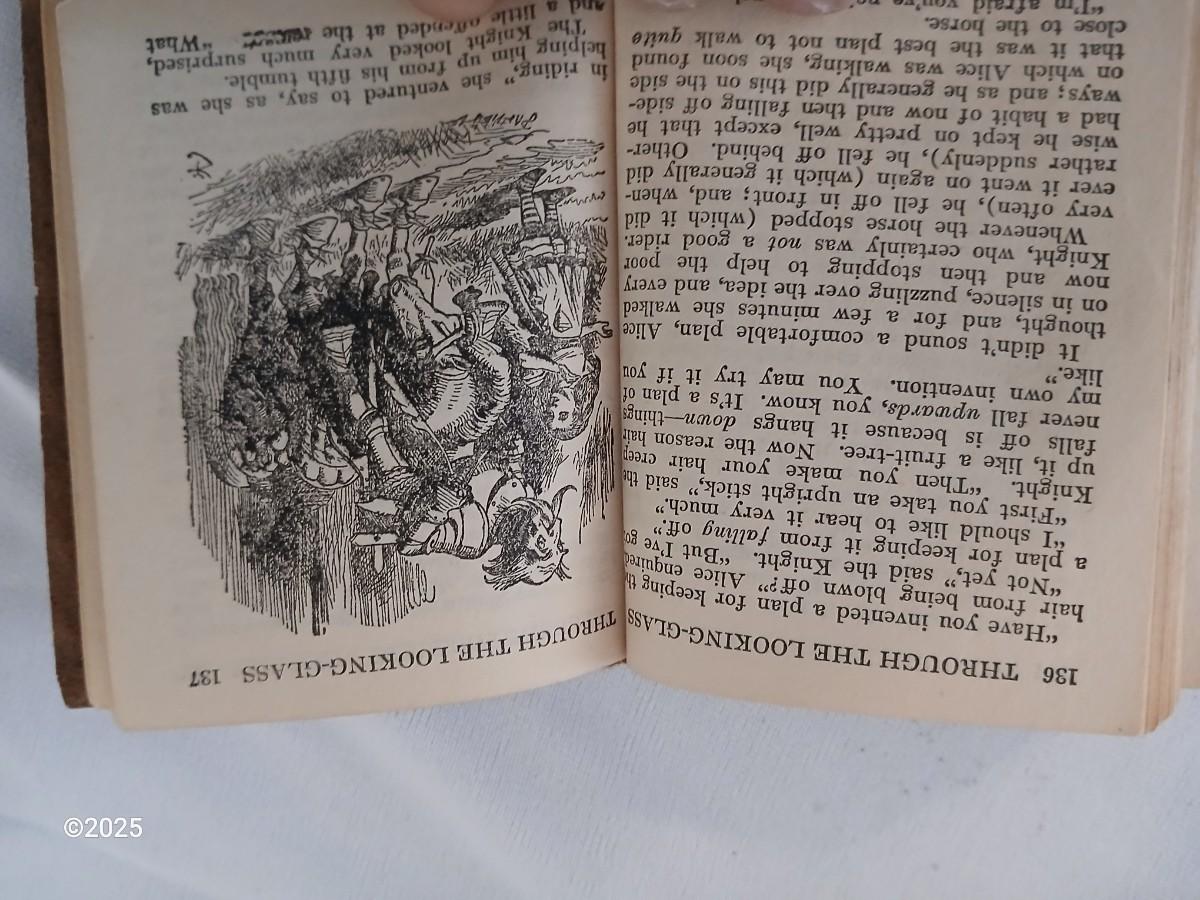 136 THROUGH THE LOOKING-GLASS
“Have you invented a plan for keeping the
hair from being blown off?” Alice enquired.
“Not yet,” said the Knight. “But I’ve got
a plan for keeping it from falling off.”
“I should like to hear it very much.”
“First you take an upright stick,” said the
Knight. “Then you make your hair creep
up it, like a fruit-tree. Now the reason hair
falls off is because it hangs down—things
never fall upwards, you know. It’s a plan of
my own invention. You may try it if you
like.”
It didn’t sound a comfortable plan, Alice
thought, and for a few minutes she walked
on in silence, puzzling over the idea, and every
now and then stopping to help the poor
Knight, who certainly was not a good rider.
Whenever the horse stopped (which it did
very often), he fell off in front; and, when-
ever it went on again (which it generally did
rather suddenly), he fell off behind. Other-
wise he kept on pretty well, except that he
had a habit of now and then falling off side-
ways; and as he generally did this on the side
on which Alice was walking, she soon found
that it was the best plan not to walk quite
close to the horse.
“I’m afraid you’ve
THROUGH THE LOOKING-GLASS 137
in riding,” she ventured to say, as she was
helping him up from his fifth tumble.
The Knight looked very much surprised,
and a little offended at the “What
©2025